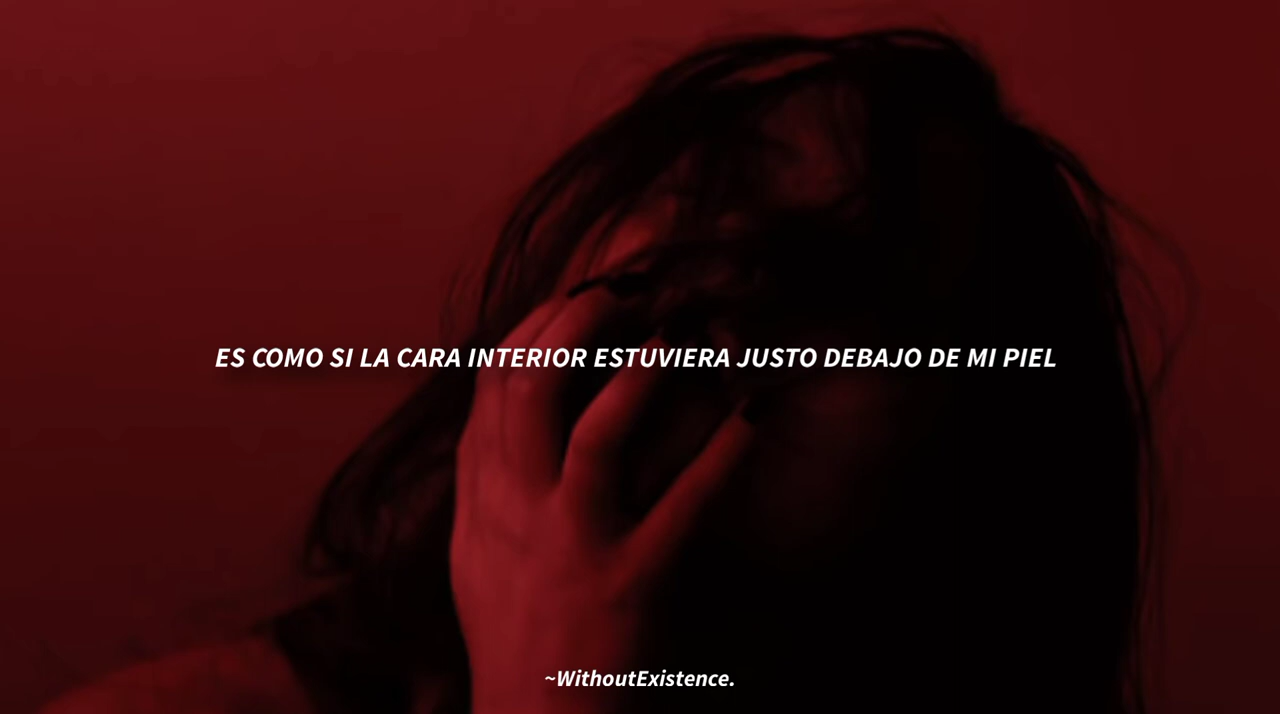 ES COMO SI LA CARA INTERIOR ESTUVIERA JUSTO DEBAJO DE MI PIEL
~WithoutExistence.